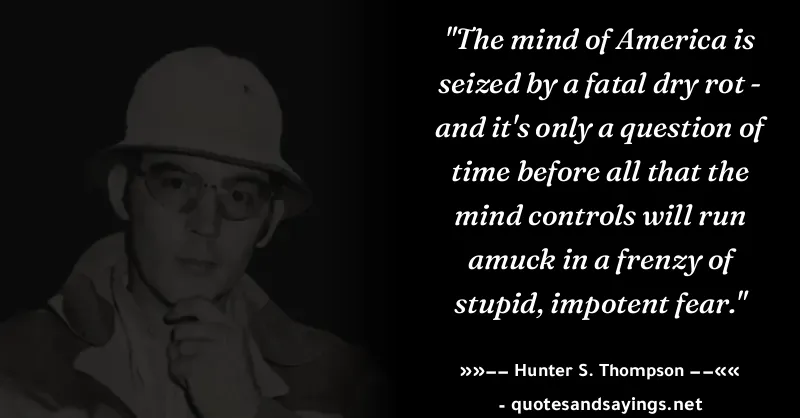 "The mind of America is
seized by a fatal dry rot -
and it's only a question of
time before all that the
mind controls will run
amuck in a frenzy of
stupid, impotent fear."
»»-- Hunter S. Thompson --««
- quotesandsayings.net